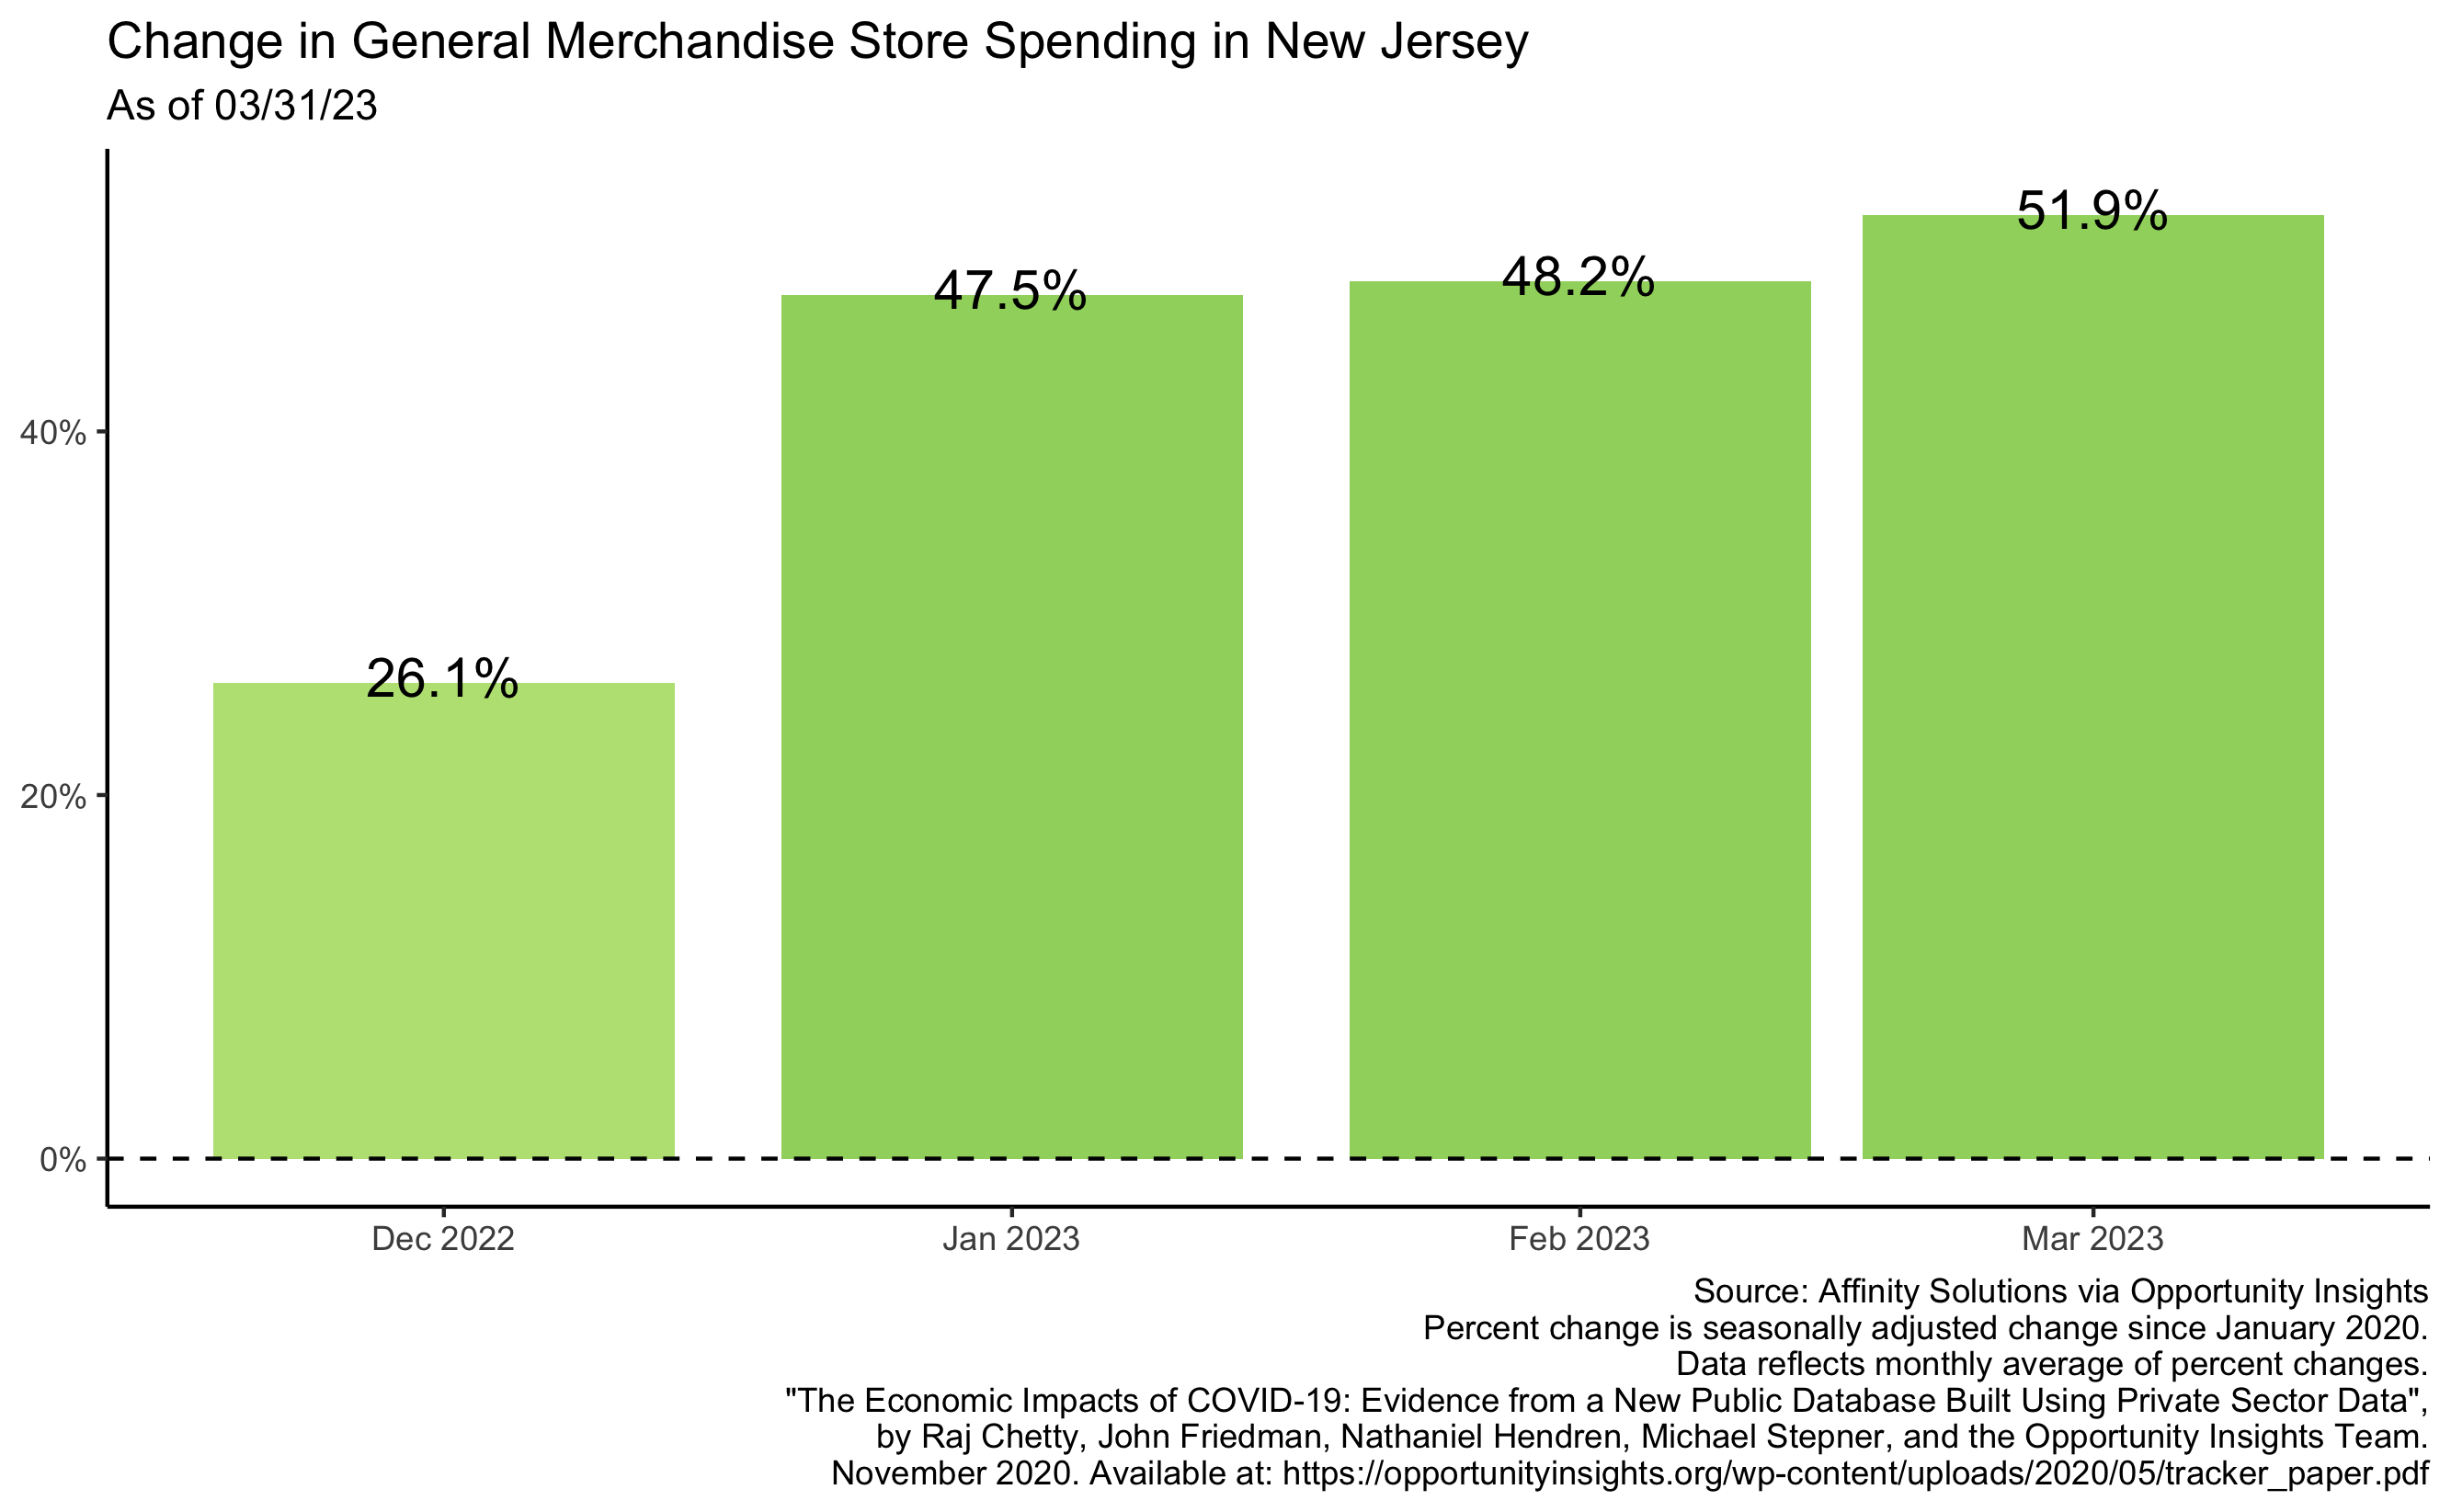 Change in General Merchandise Store Spending in New Jersey
As of 03/31/23
51.9%
48.2%
47.5%
26.1%
40%
20%
0%
Dec 2022
Jan 2023
Feb 2023
Mar 2023
Source: Affinity Solutions via Opportunity Insights
Percent change is seasonally adjusted change since January 2020.
Data reflects monthly average of percent changes.
"The Economic Impacts of COVID-19: Evidence from a New Public Database Built Using Private Sector Data",
by Raj Chetty, John Friedman, Nathaniel Hendren, Michael Stepner, and the Opportunity Insights Team.
November 2020. Available at: https://opportunityinsights.org/wp-content/uploads/2020/05/tracker_paper.pdf